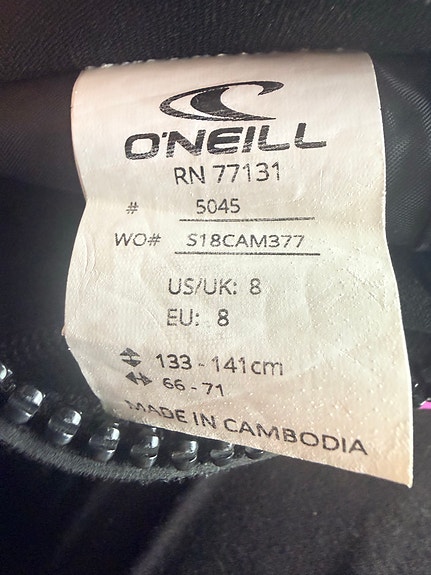 O'NEILL
RN 77131
# 5045
WO# S18CAM377
US/UK: 8
EU: 8
133 - 141cm
66 - 71
MADE IN CAMBODIA